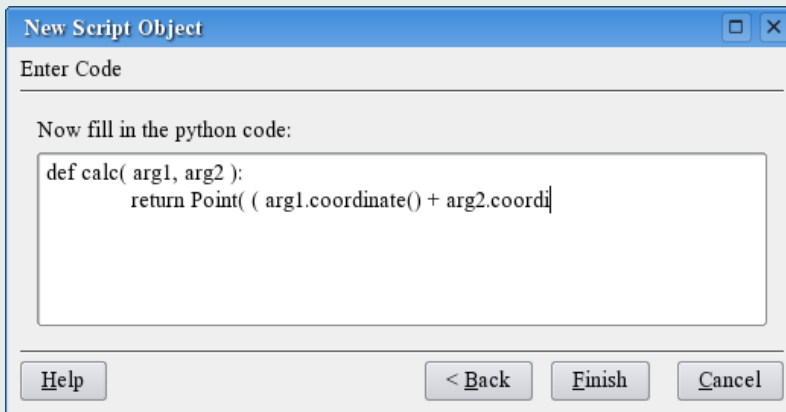 New Script Object
Enter Code
Now fill in the python code:
def calc( arg1, arg2 ):
return Point( ( arg1.coordinate() + arg2.coordi
Help
< Back
Finish
Cancel